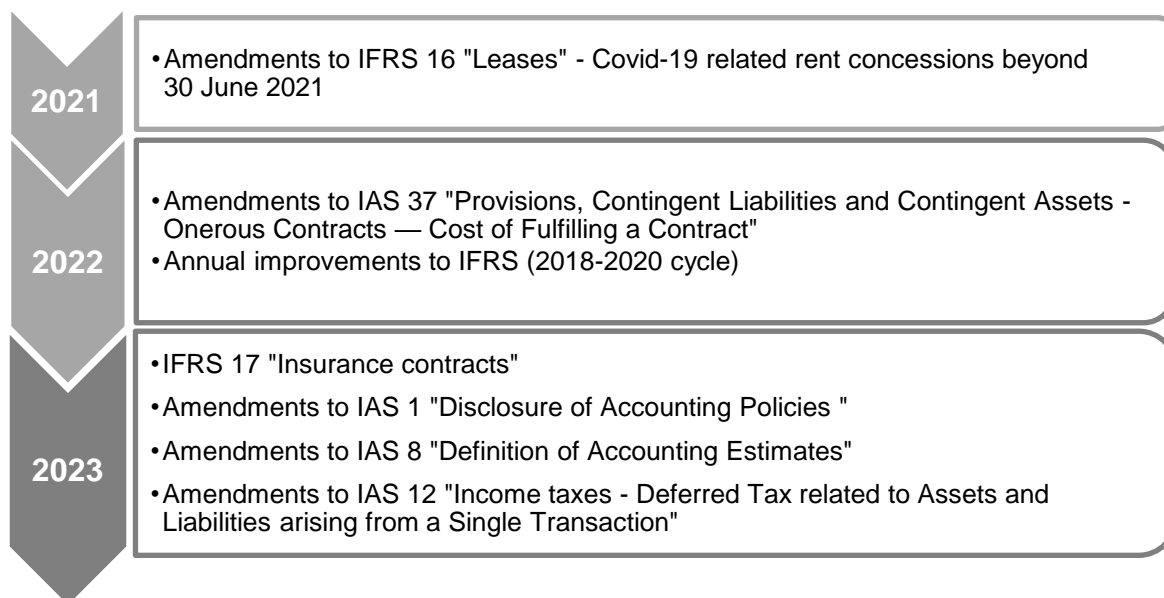 2021
•Amendments to IFRS 16 "Leases" - Covid-19 related rent concessions beyond
30 June 2021
2022
•Amendments to IAS 37 "Provisions, Contingent Liabilities and Contingent Assets -
Onerous Contracts — Cost of Fulfilling a Contract"
•Annual improvements to IFRS (2018-2020 cycle)
2023
•IFRS 17 "Insurance contracts"
•Amendments to IAS 1 "Disclosure of Accounting Policies "
•Amendments to IAS 8 "Definition of Accounting Estimates"
•Amendments to IAS 12 "Income taxes - Deferred Tax related to Assets and
Liabilities arising from a Single Transaction"